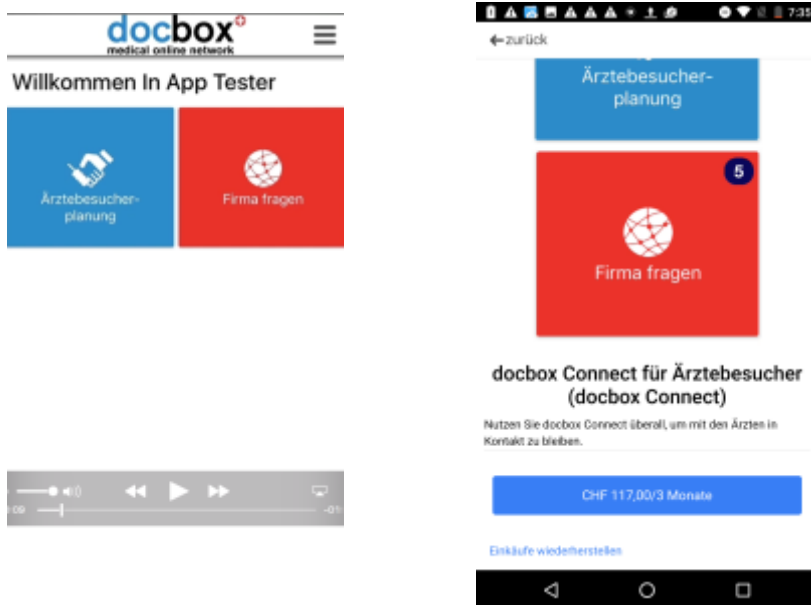 docbox
medical online network
Willkommen In App Tester
Ärztebesucher-
planung
Firma fragen
7:35
zurück
Ärztebesucher-
planung
5
Firma fragen
docbox Connect für Ärztebesucher
(docbox Connect)
Nutzen Sie docbox Connect überall, um mit den Ärzten in
Kontakt zu bleiben.
CHF 117,00/3 Monate
Einkäufe wiederherstellen